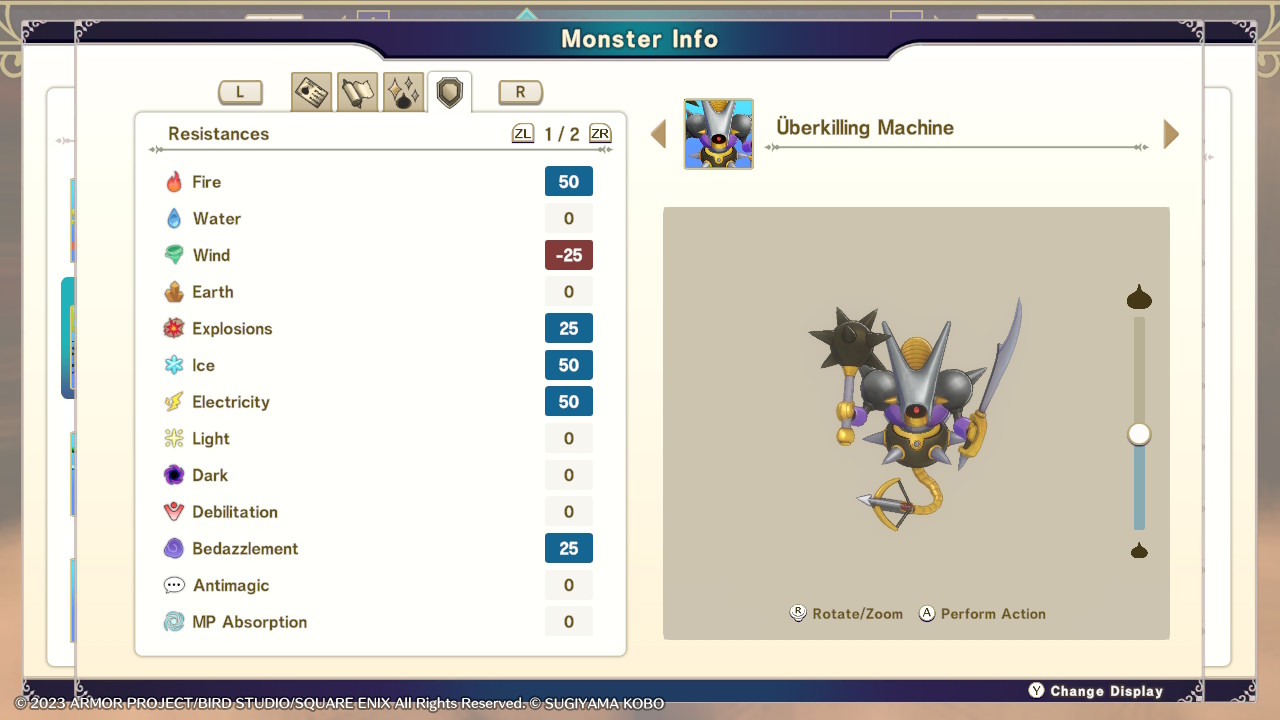 Monster Info
L
R
Resistances
ZL 1 / 2 ZR
Fire 50
Water 0
Wind -25
Earth 0
Explosions 25
Ice 50
Electricity 50
Light 0
Dark 0
Debilitation 0
Bedazzlement 25
Antimagic 0
MP Absorption 0
Überkilling Machine
R Rotate/Zoom A Perform Action
Y Change Display
© 2023 ARMOR PROJECT/BIRD STUDIO/SQUARE ENIX All Rights Reserved. © SUGIYAMA KOBO